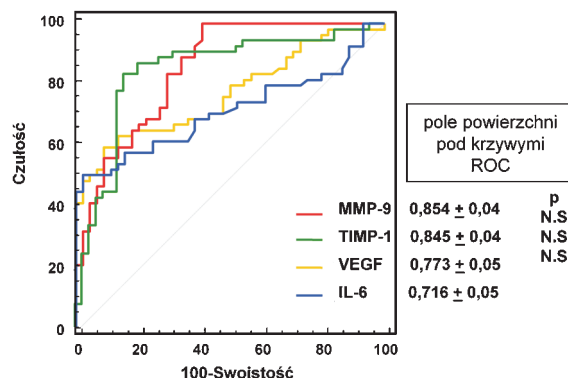 100
80
60
40
20
0
Czułość
0 20 40 60 80 100
100-Swoistość
pole powierzchni
pod krzywymi
ROC
p
MMP-9 0,854 ± 0,04 N.S
TIMP-1 0,845 ± 0,04 N.S
VEGF 0,773 ± 0,05 N.S
IL-6 0,716 ± 0,05